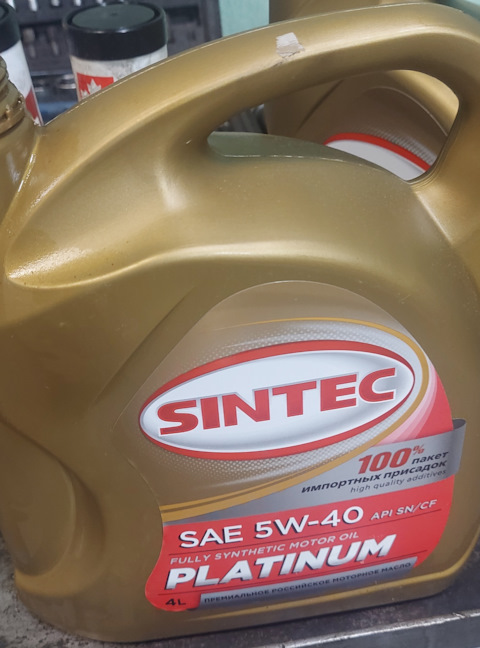 SINTEC
100% пакет
импортных присадок
high quality additives
SAE 5W-40 API SN/CF
FULLY SYNTHETIC MOTOR OIL
PLATINUM
4L ПРЕМИАЛЬНОЕ РОССИЙСКОЕ МОТОРНОЕ МАСЛО